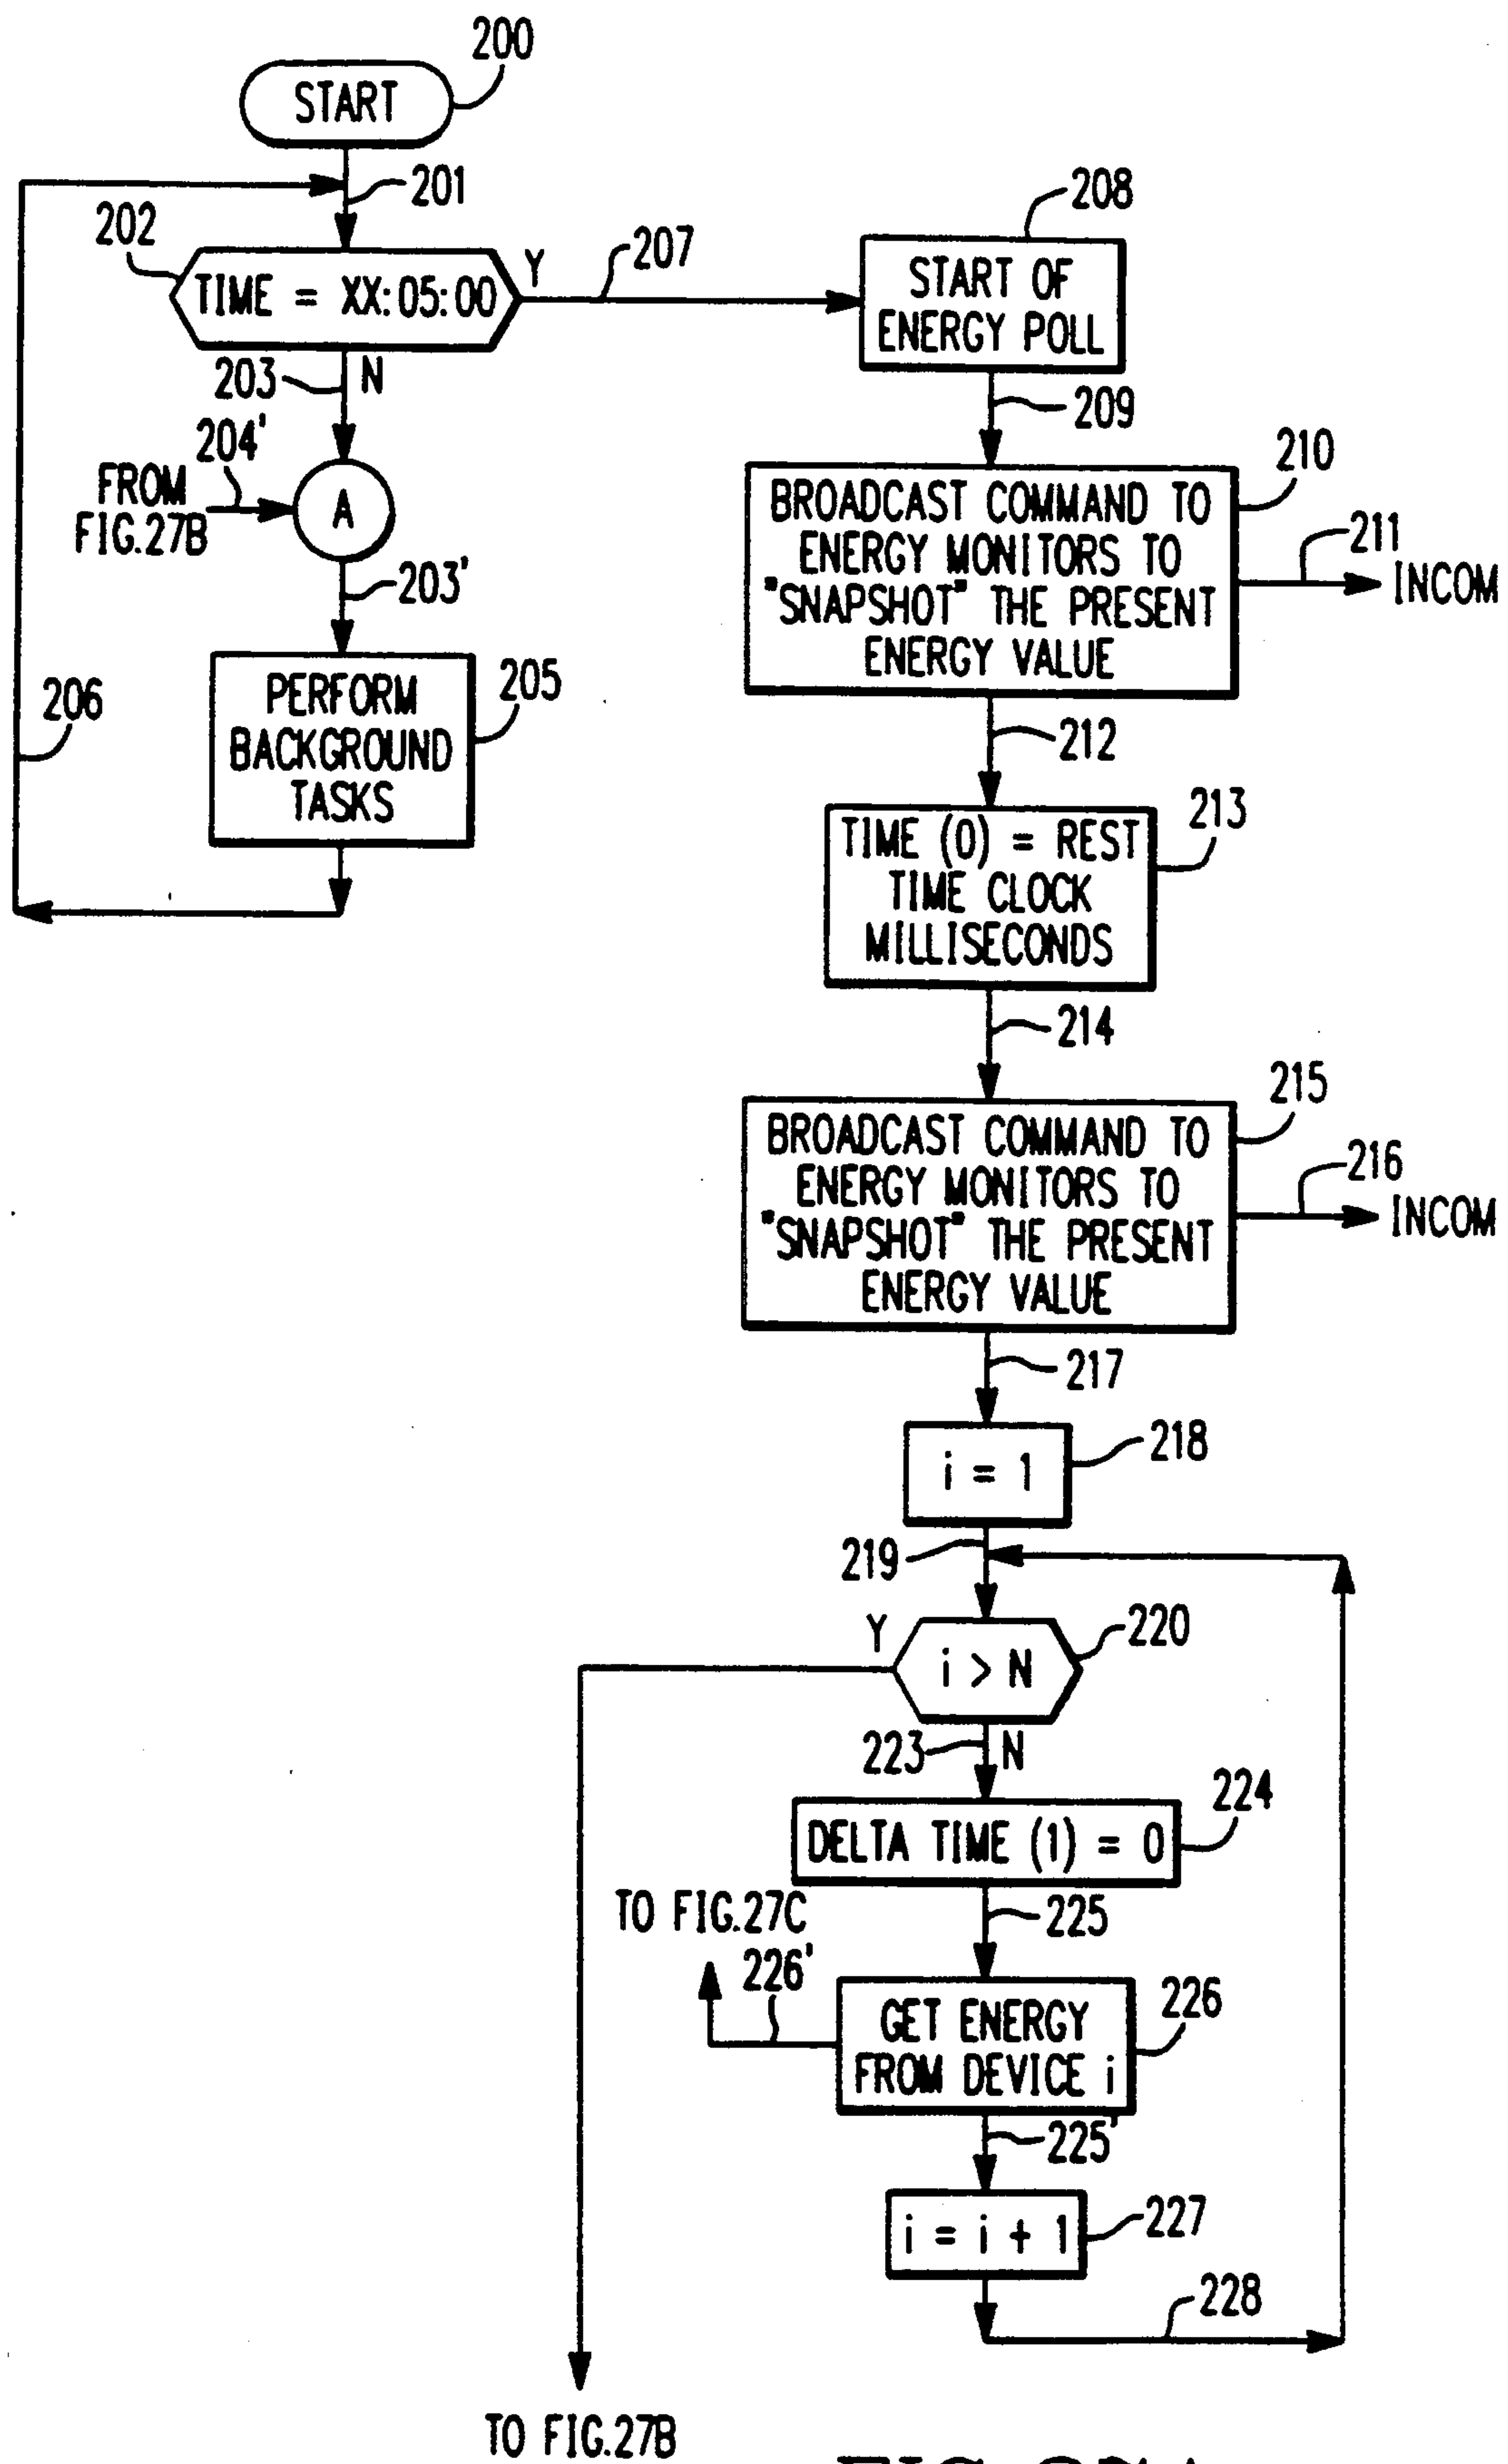 200
START
201
202
TIME = XX:05:00
Y
207
208
START OF
ENERGY POLL
203
N
209
204'
FROM
FIG.27B
A
203'
210
BROADCAST COMMAND TO
ENERGY MONITORS TO
"SNAPSHOT" THE PRESENT
ENERGY VALUE
211
INCOM
206
PERFORM
BACKGROUND
TASKS
205
212
213
TIME (0) = REST
TIME CLOCK
MILLISECONDS
214
215
BROADCAST COMMAND TO
ENERGY MONITORS TO
"SNAPSHOT" THE PRESENT
ENERGY VALUE
216
INCOM
217
i = 1
218
219
Y
i > N
220
223
N
DELTA TIME (1) = 0
224
TO FIG.27C
225
226'
GET ENERGY
FROM DEVICE i
226
225'
i = i + 1
227
228
TO FIG.27B